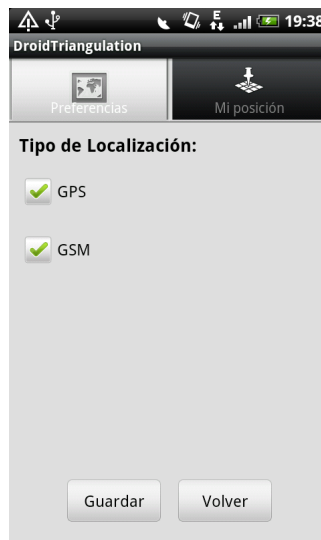 E 19:38
DroidTriangulation
Preferencias Mi posición
Tipo de Localización:
GPS
GSM
Guardar Volver